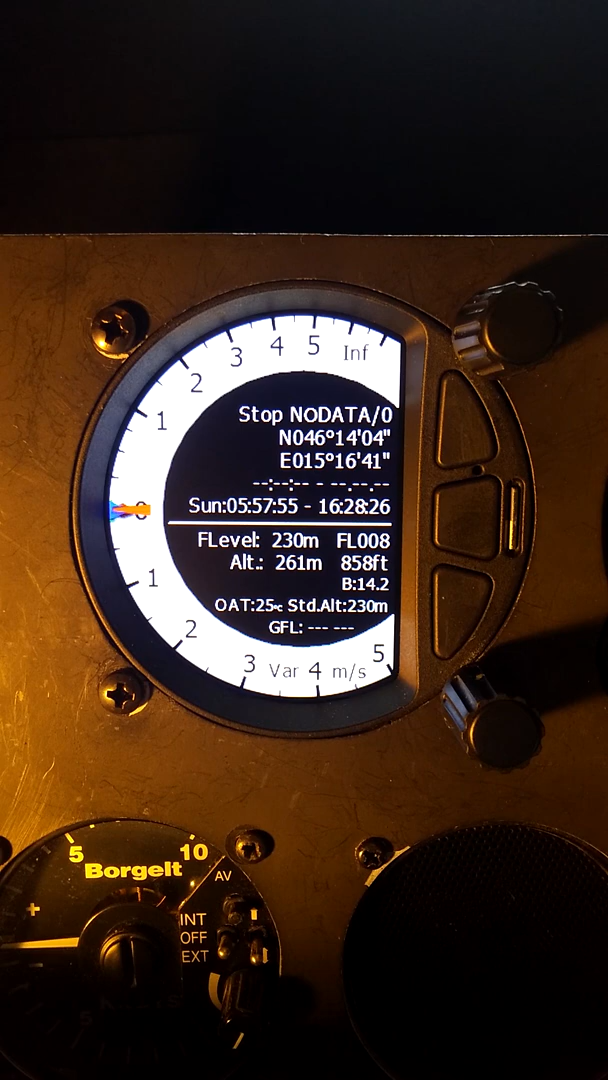 5
4
3
Inf
2
1
Stop NODATA/0
N046°14'04"
E015°16'41"
--:--:-- - --.--.--
0
Sun:05:57:55 - 16:28:26
FLevel: 230m FL008
Alt.: 261m 858ft
1
B:14.2
OAT:25°C Std.Alt:230m
GFL: --- ---
2
5
3 Var 4 m/s
5 10
Borgelt
AV
+
INT
OFF
EXT